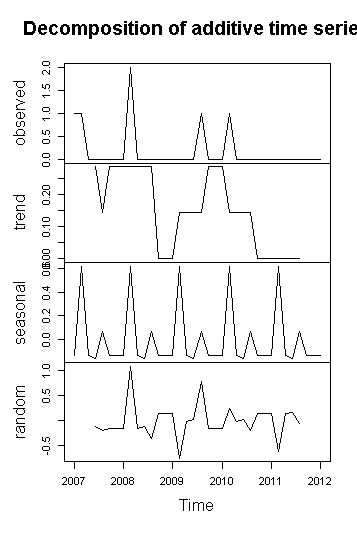 Decomposition of additive time serie
observed
0.0 0.5 1.0 1.5 2.0
trend
0.00 0.10 0.20
seasonal
0.0 0.2 0.4
random
-0.5 0.5 1.0
2007 2008 2009 2010 2011 2012
Time